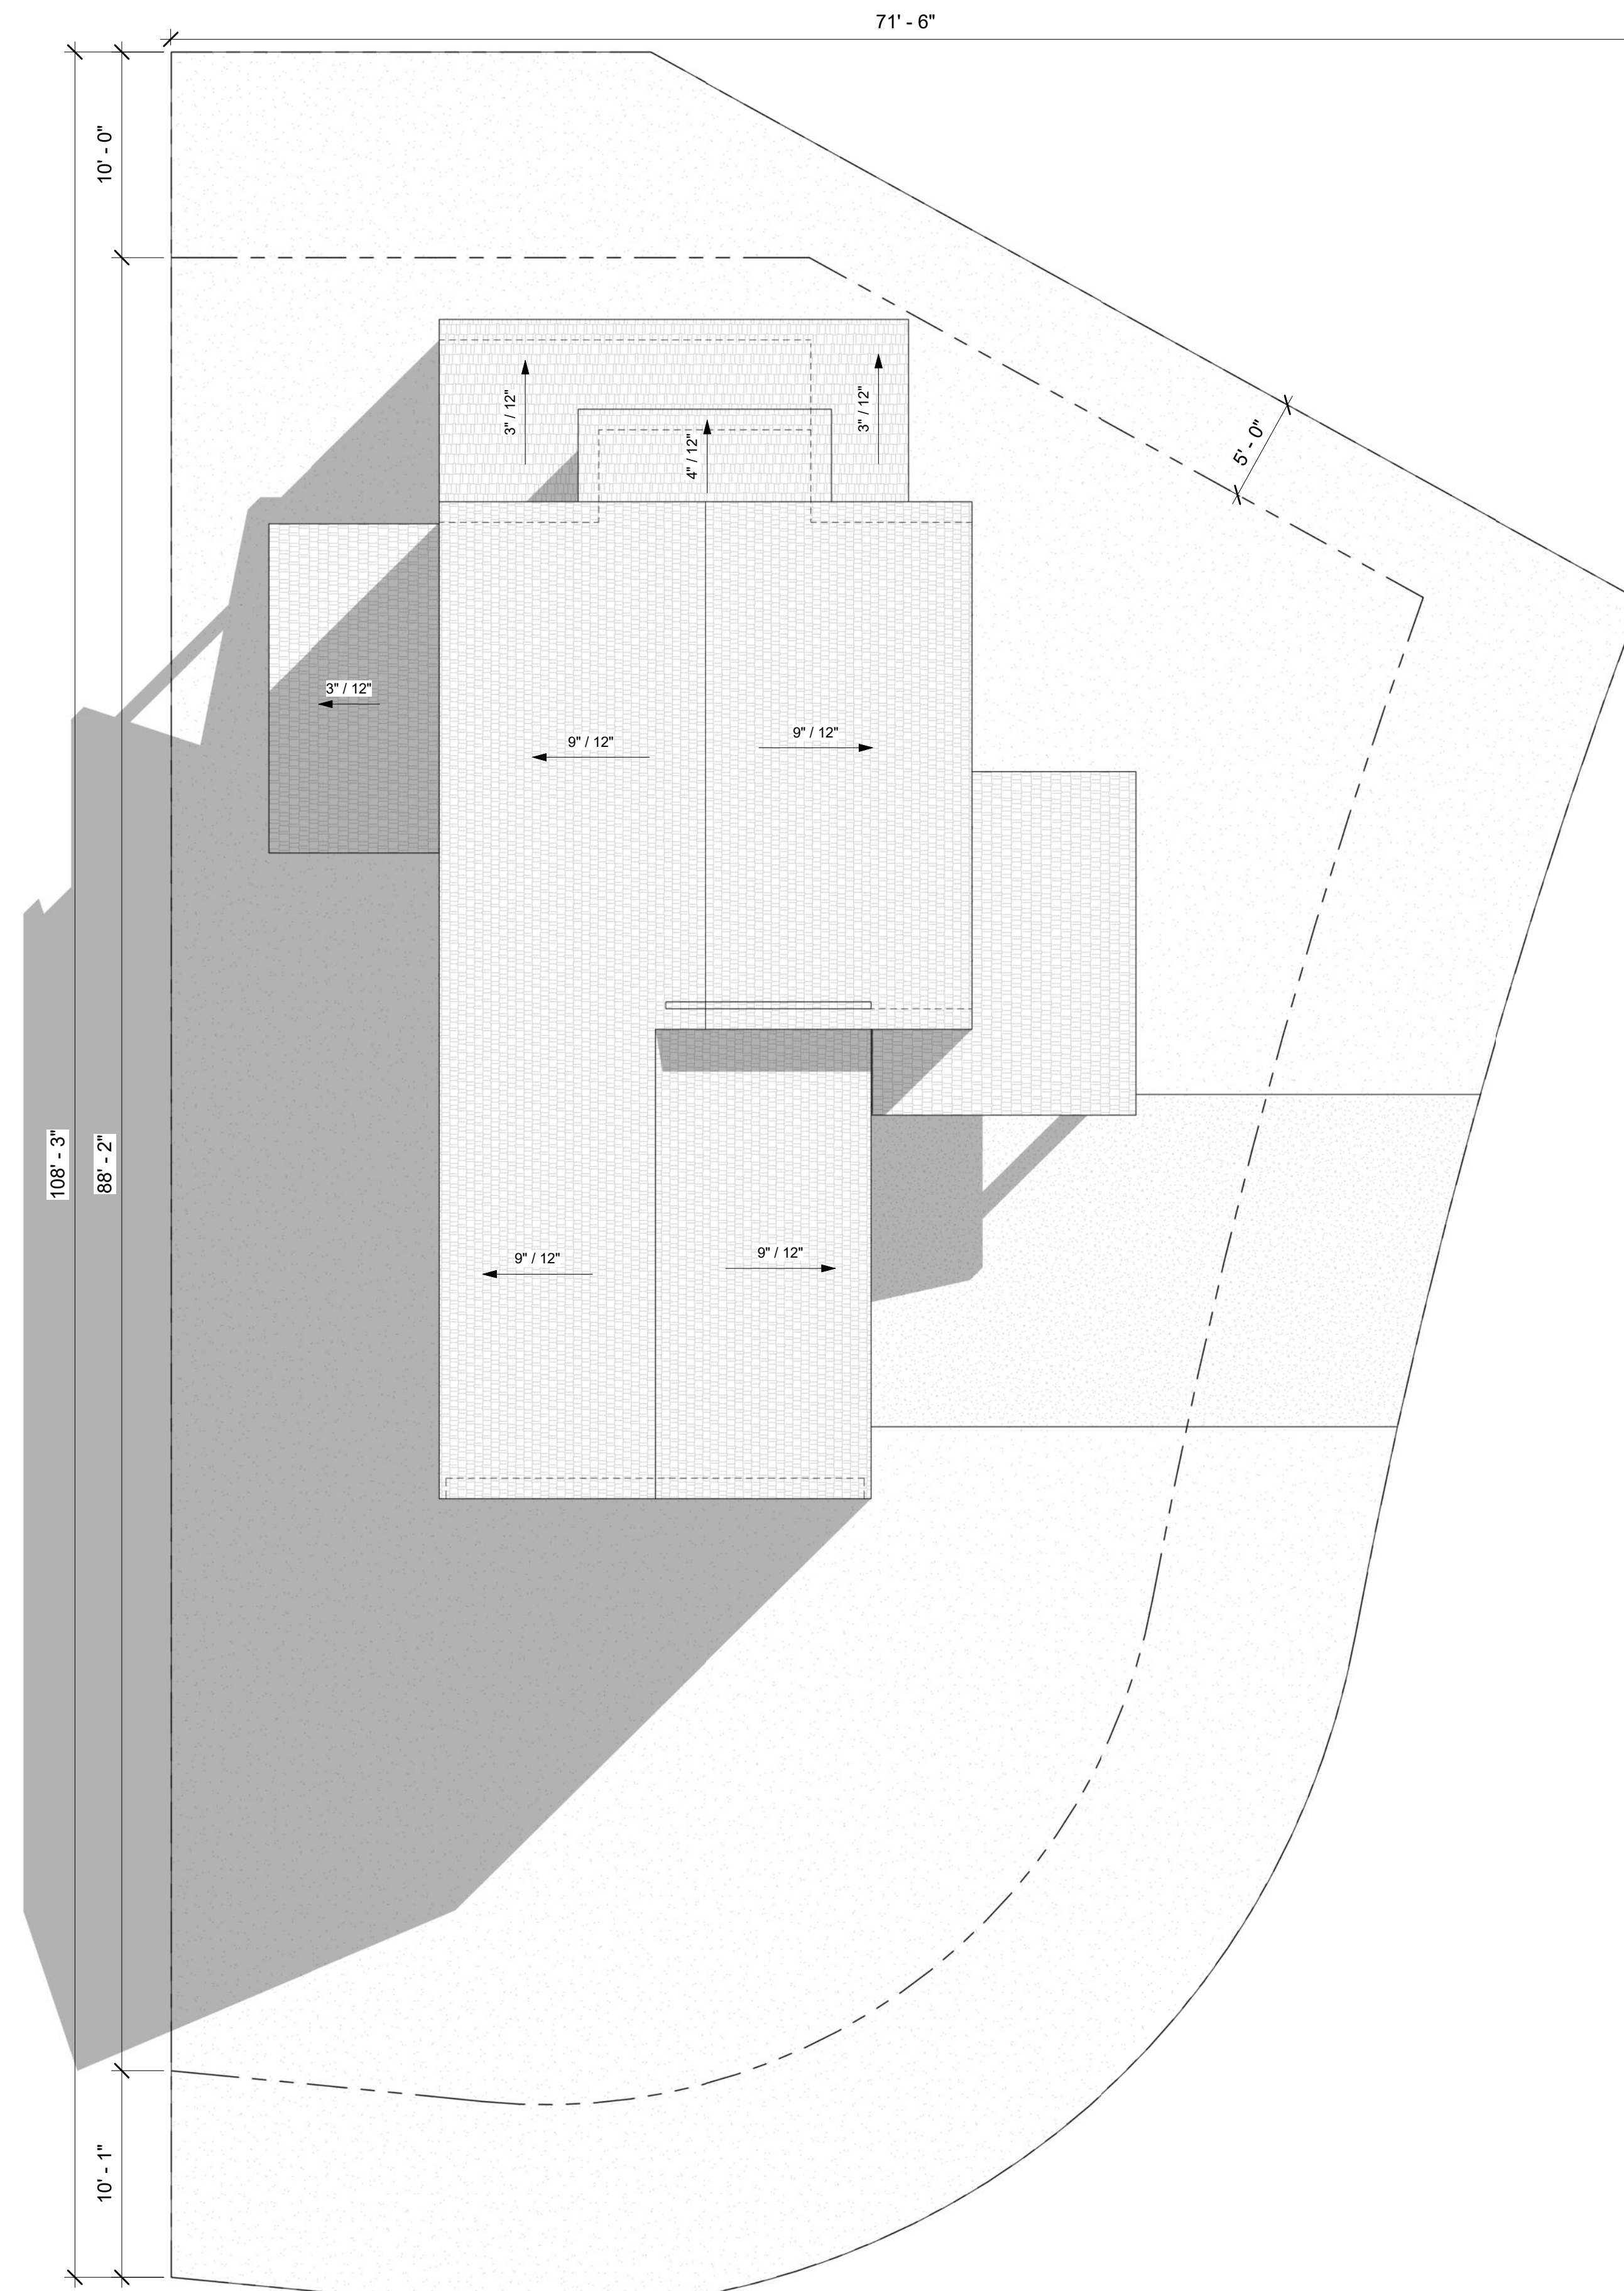 71' - 6"
10' - 0"
3" / 12"
3" / 12"
4" / 12"
5' - 0"
3" / 12"
9" / 12"
9" / 12"
108' - 3"
88' - 2"
9" / 12"
9" / 12"
10' - 1"